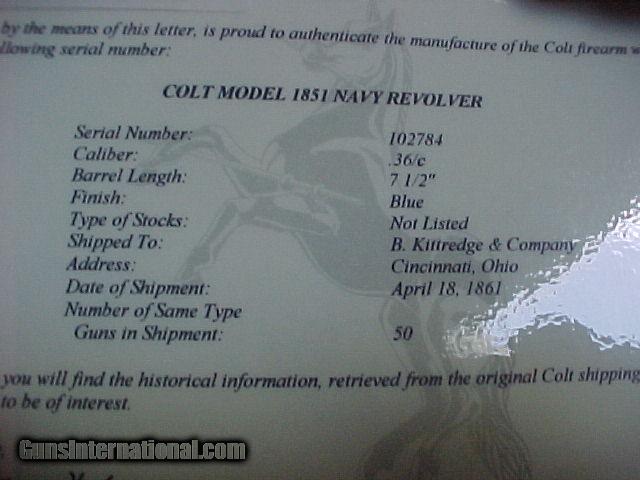 by the means of this letter, is proud to authenticate the manufacture of the Colt firearm
llowing serial number:
COLT MODEL 1851 NAVY REVOLVER
Serial Number: 102784
Caliber: .36/c
Barrel Length: 7 1/2"
Finish: Blue
Type of Stocks: Not Listed
Shipped To: B. Kittredge & Company
Address: Cincinnati, Ohio
Date of Shipment: April 18, 1861
Number of Same Type
Guns in Shipment: 50
you will find the historical information, retrieved from the original Colt shipping
to be of interest.
GunsInternational.com